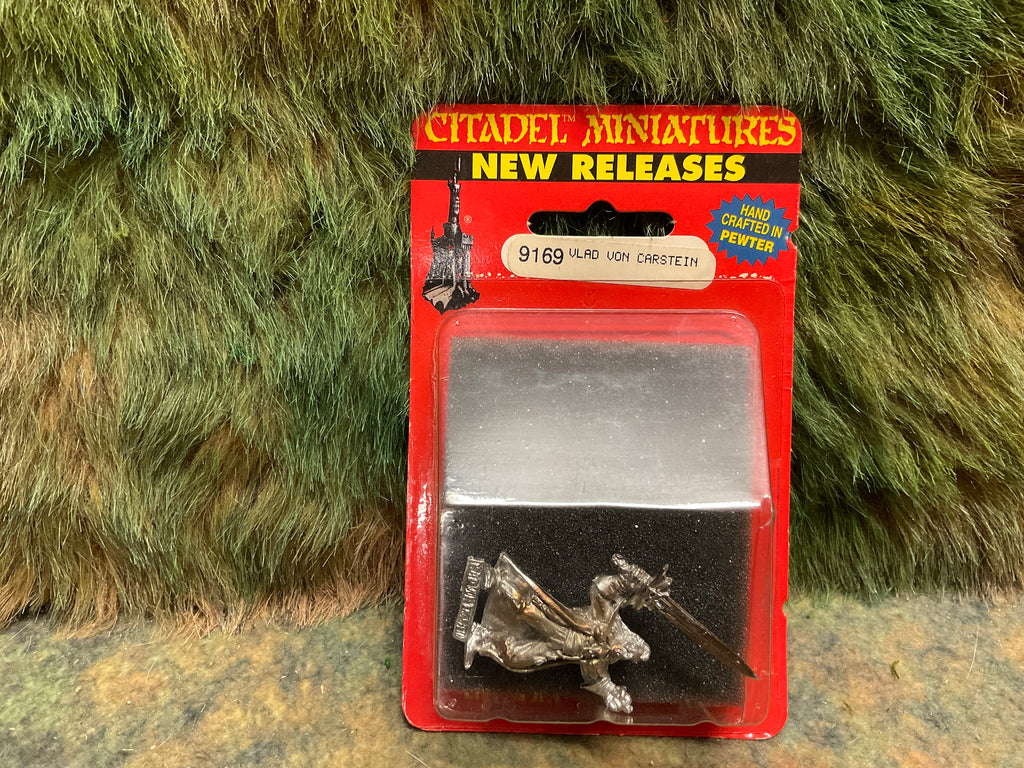 CITADEL™ MINIATURES
NEW RELEASES
®
HAND
CRAFTED IN
PEWTER
9169 VLAD VON CARSTEIN